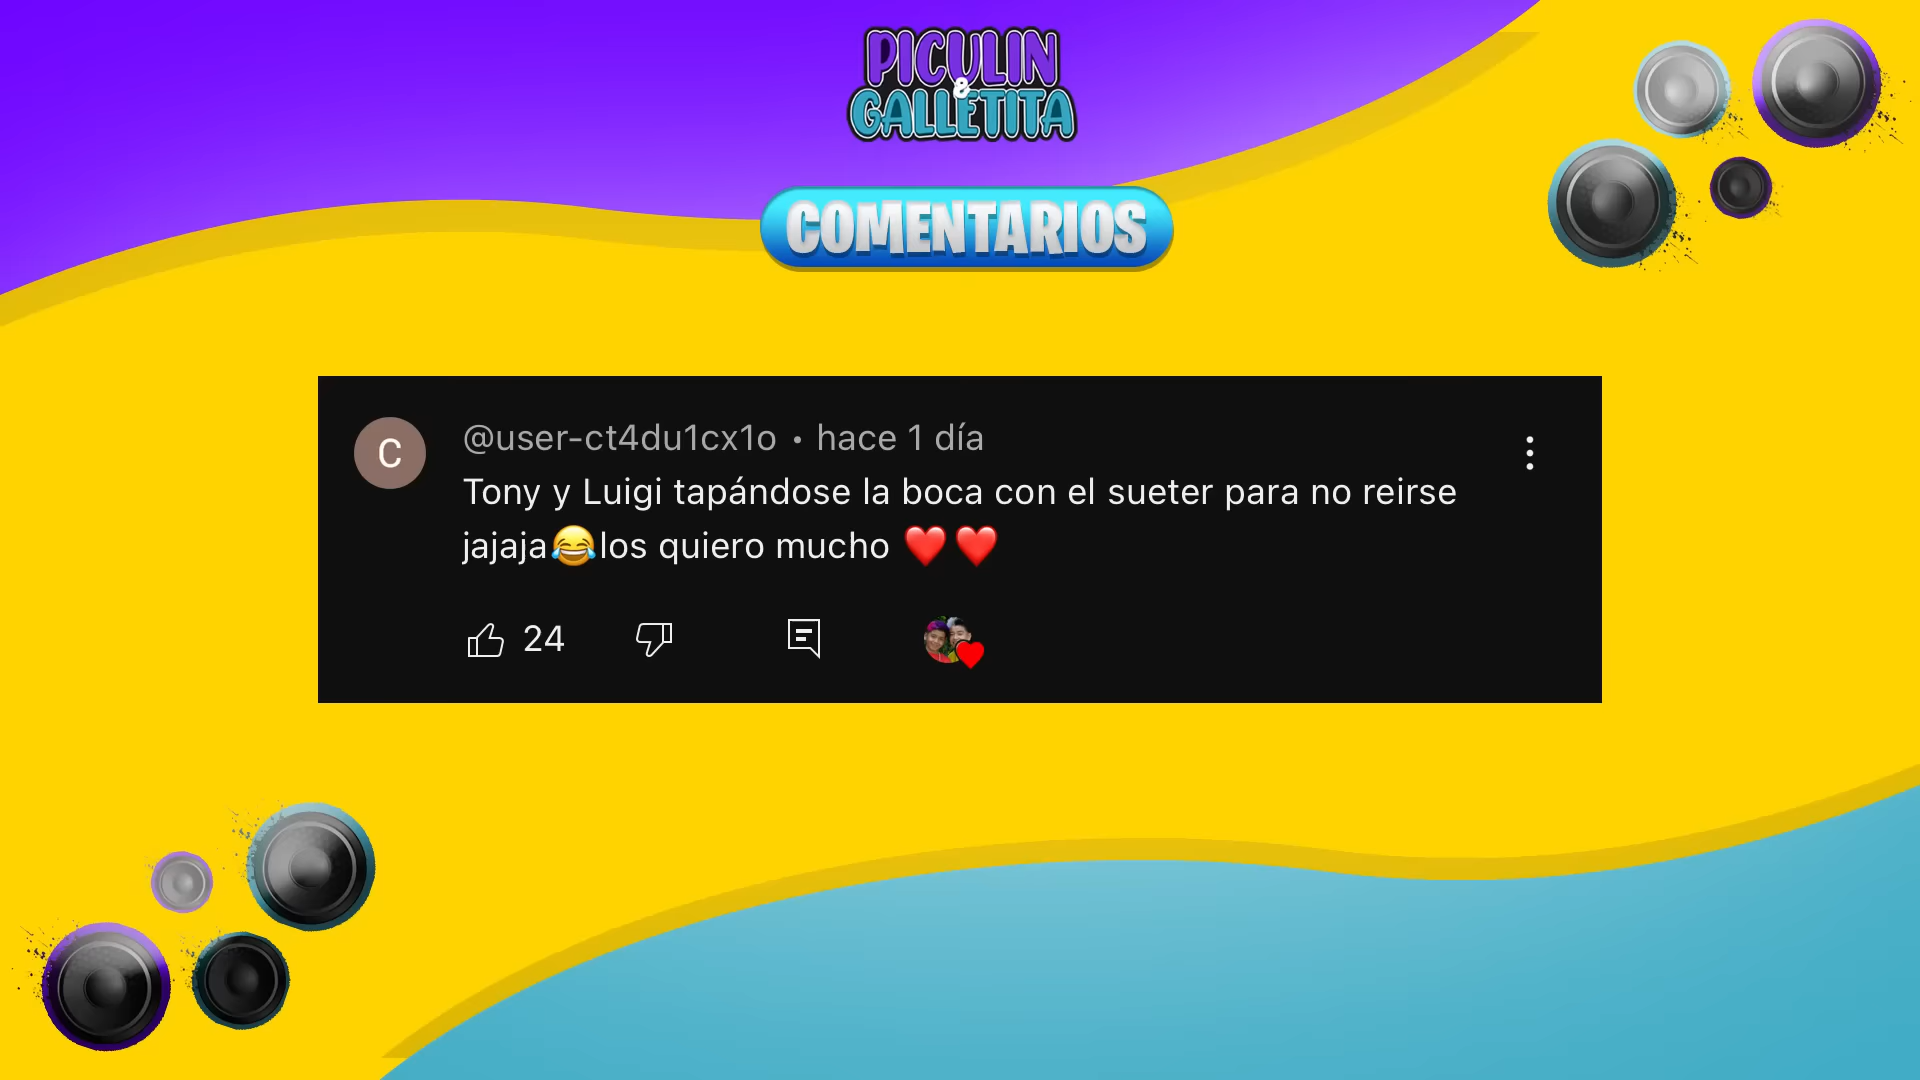 PICULIN
&
GALLETITA
COMENTARIOS
C
@user-ct4du1cx1o • hace 1 día
Tony y Luigi tapándose la boca con el sueter para no reirse
jajaja😂los quiero mucho ❤️❤️
24